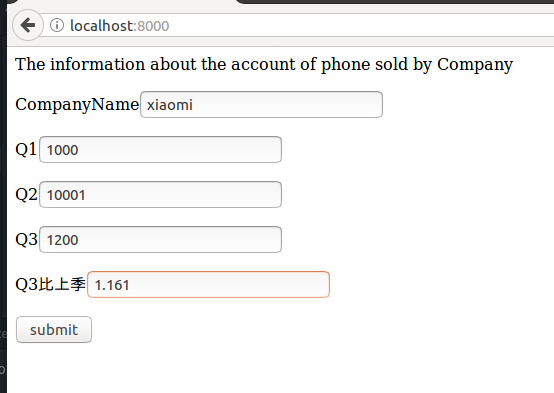 localhost:8000
The information about the account of phone sold by Company
CompanyName xiaomi
Q1 1000
Q2 10001
Q3 1200
Q3比上季 1.161
submit